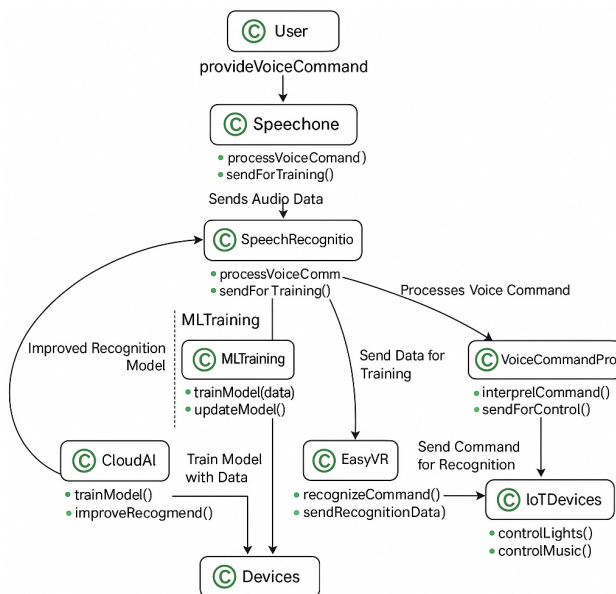 C User
provideVoiceCommand
C Speechone
processVoiceComand)
sendForTraining()
Sends Audio Data
C SpeechRecognitio
processVoiceComm
sendForTraining()
Processes Voice Command
MLTraining
Improved Recognition
Model
C MLTraining
trainModel(data)
updateModel()
Send Data for
Training
C VoiceCommandPro
interprelCommand()
sendForControl()
C CloudAI
trainModel()
improveRecogmend()
Train Model
with Data
C EasyVR
recognizeCommand()
sendRecognitionData)
Send Command
for Recognition
C IoTDevices
controlLights()
controlMusic()
C Devices